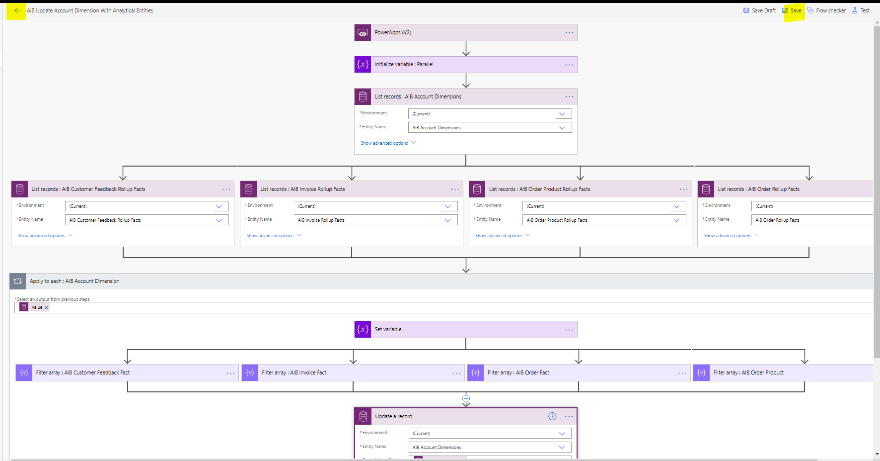 AIB Update Account Dimension With Analytical Entities
Save Draft Save Flow checker Test
PowerApps (V2)
Initialize variable : Parallel
List records : AIB Account Dimensions
*Environment (Current)
*Entity Name AIB Account Dimensions
Show advanced options
List records : AIB Customer Feedback Rollup Facts
*Environment (Current)
*Entity Name AIB Customer Feedback Rollup Facts
Show advanced options
List records : AIB Invoice Rollup Facts
*Environment (Current)
*Entity Name AIB Invoice Rollup Facts
Show advanced options
List records : AIB Order Product Rollup Facts
*Environment (Current)
*Entity Name AIB Order Product Rollup Facts
Show advanced options
List records : AIB Order Rollup Facts
*Environment (Current)
*Entity Name AIB Order Rollup Facts
Show advanced options
Apply to each : AIB Account Dimension
*Select an output from previous steps
value x
Set variable
Filter array : AIB Customer Feedback Fact
Filter array : AIB Invoice Fact
Filter array : AIB Order Fact
Filter array : AIB Order Product
Update a record
*Environment (Current)
*Entity Name AIB Account Dimensions